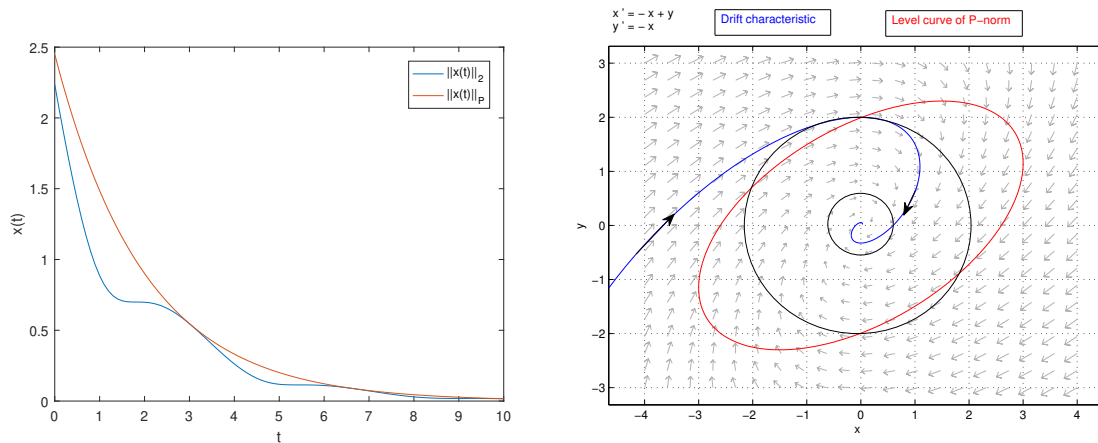 2.5
2
1.5
1
0.5
0
0 1 2 3 4 5 6 7 8 9 10
x(t)
t
||x(t)||₂
||x(t)||P
x ' = − x + y
y ' = − x
Drift characteristic
Level curve of P−norm
3
2
1
0
−1
−2
−3
−4 −3 −2 −1 0 1 2 3 4
y
x